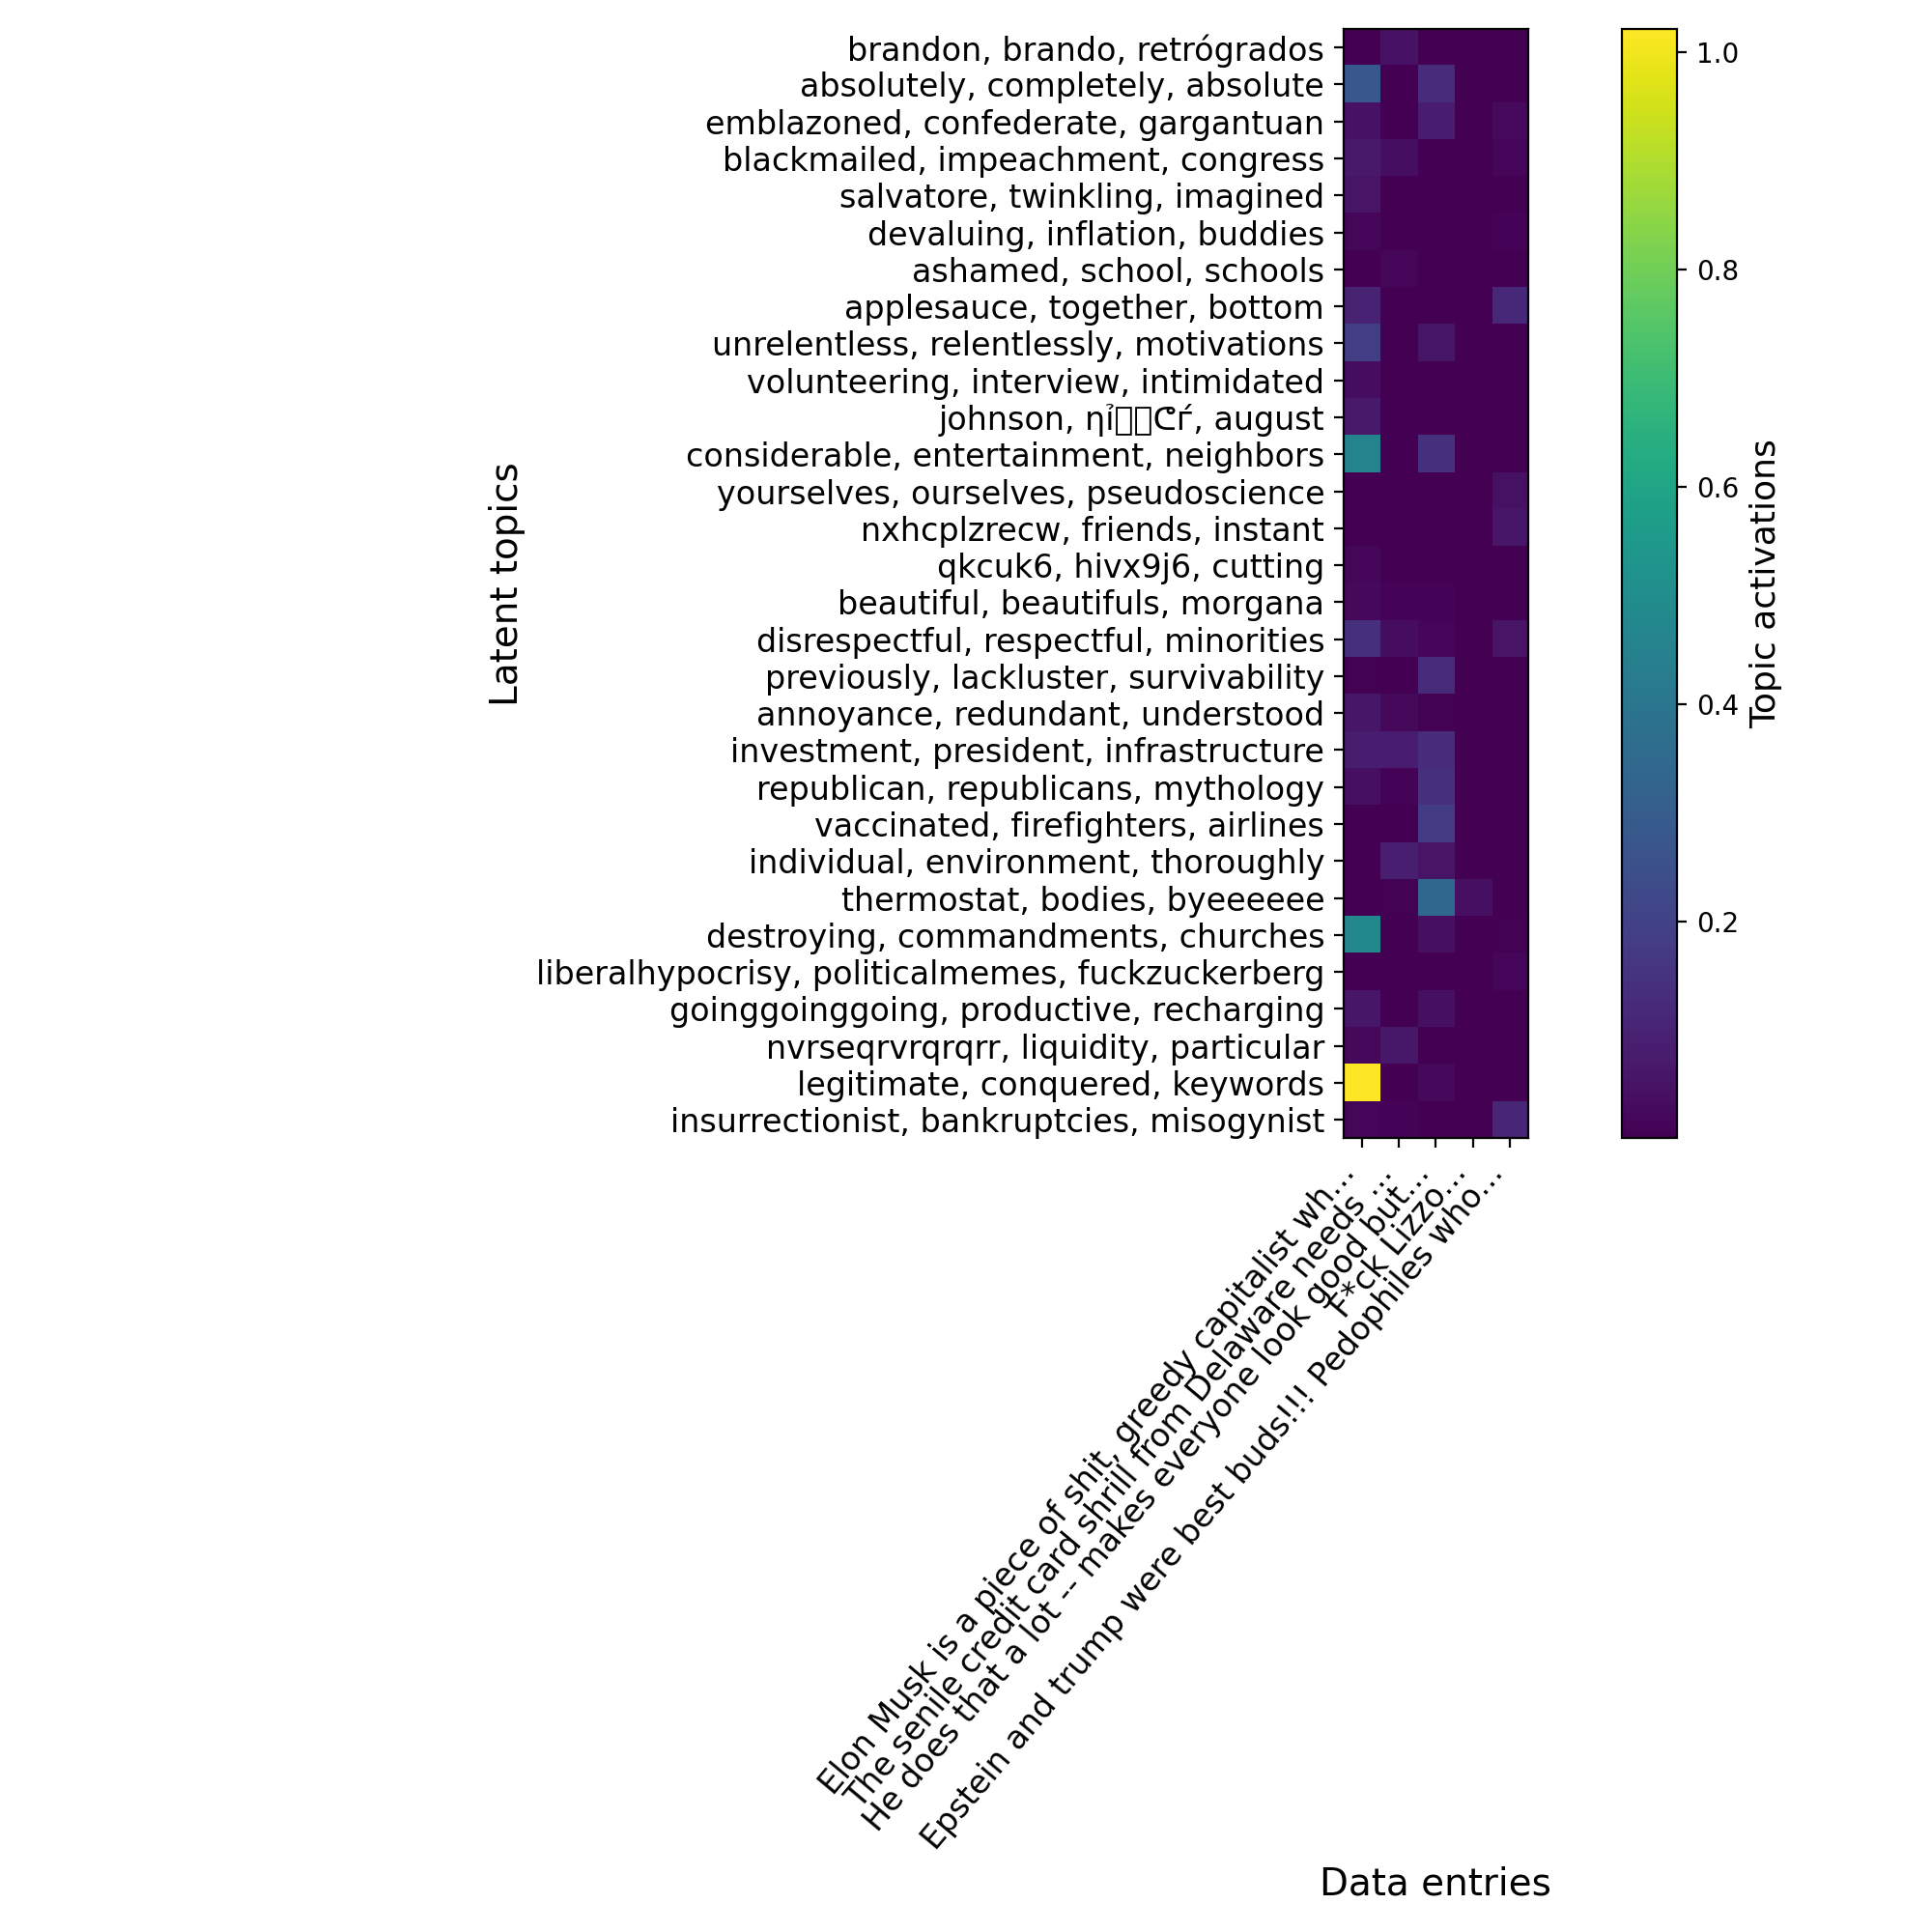 brandon, brando, retrógrados
absolutely, completely, absolute
emblazoned, confederate, gargantuan
blackmailed, impeachment, congress
salvatore, twinkling, imagined
devaluing, inflation, buddies
ashamed, school, schools
applesauce, together, bottom
unrelentless, relentlessly, motivations
volunteering, interview, intimidated
johnson, august
considerable, entertainment, neighbors
yourselves, ourselves, pseudoscience
nxhcplzrecw, friends, instant
qkcuk6, hivx9j6, cutting
beautiful, beautifuls, morgana
disrespectful, respectful, minorities
previously, lackluster, survivability
annoyance, redundant, understood
investment, president, infrastructure
republican, republicans, mythology
vaccinated, firefighters, airlines
individual, environment, thoroughly
thermostat, bodies, byeeeeee
destroying, commandments, churches
liberalhypocrisy, politicalmemes, fuckzuckerberg
goinggoinggoing, productive, recharging
nvrseqrvrqrqrr, liquidity, particular
legitimate, conquered, keywords
insurrectionist, bankruptcies, misogynist
Latent topics
Elon Musk is a piece of shit, greedy capitalist wh...
The senile credit card shrill from Delaware needs ...
He does that a lot -- makes everyone look good but...
F*ck Lizzo...
Epstein and trump were best buds!!! Pedophiles who...
Data entries
1.0
0.8
0.6
0.4
0.2
Topic activations